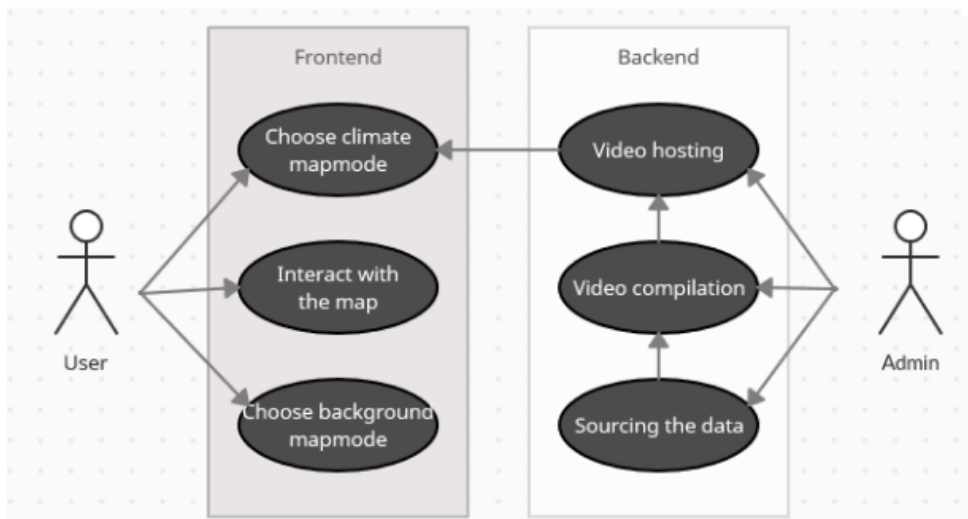 Frontend
Backend
Choose climate
mapmode
Video hosting
Interact with
the map
Video compilation
User
Admin
Choose background
mapmode
Sourcing the data